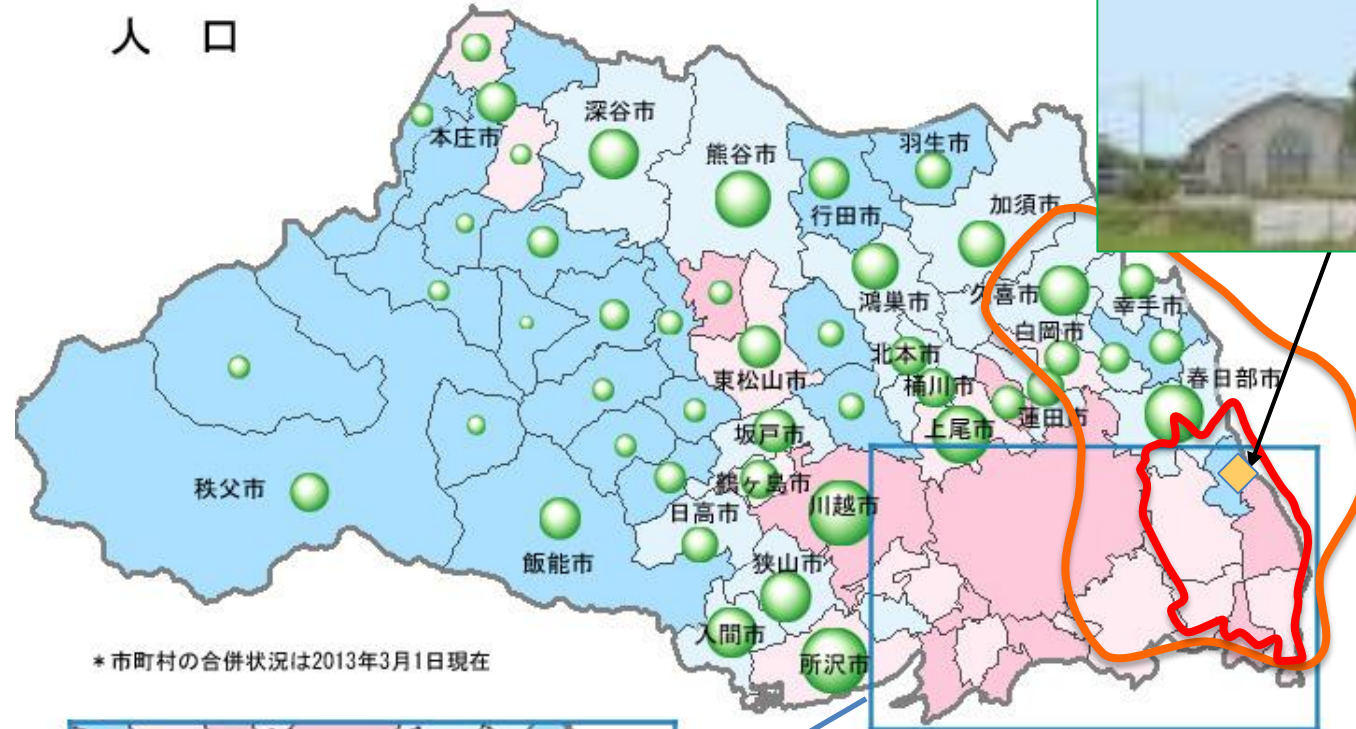 人 口
本庄市
深谷市
熊谷市
羽生市
行田市
加須市
鴻巣市
久喜市
幸手市
白岡市
北本市
桶川市
東松山市
春日部市
蓮田市
上尾市
坂戸市
鶴ヶ島市
川越市
秩父市
日高市
飯能市
狭山市
入間市
所沢市
*市町村の合併状況は2013年3月1日現在